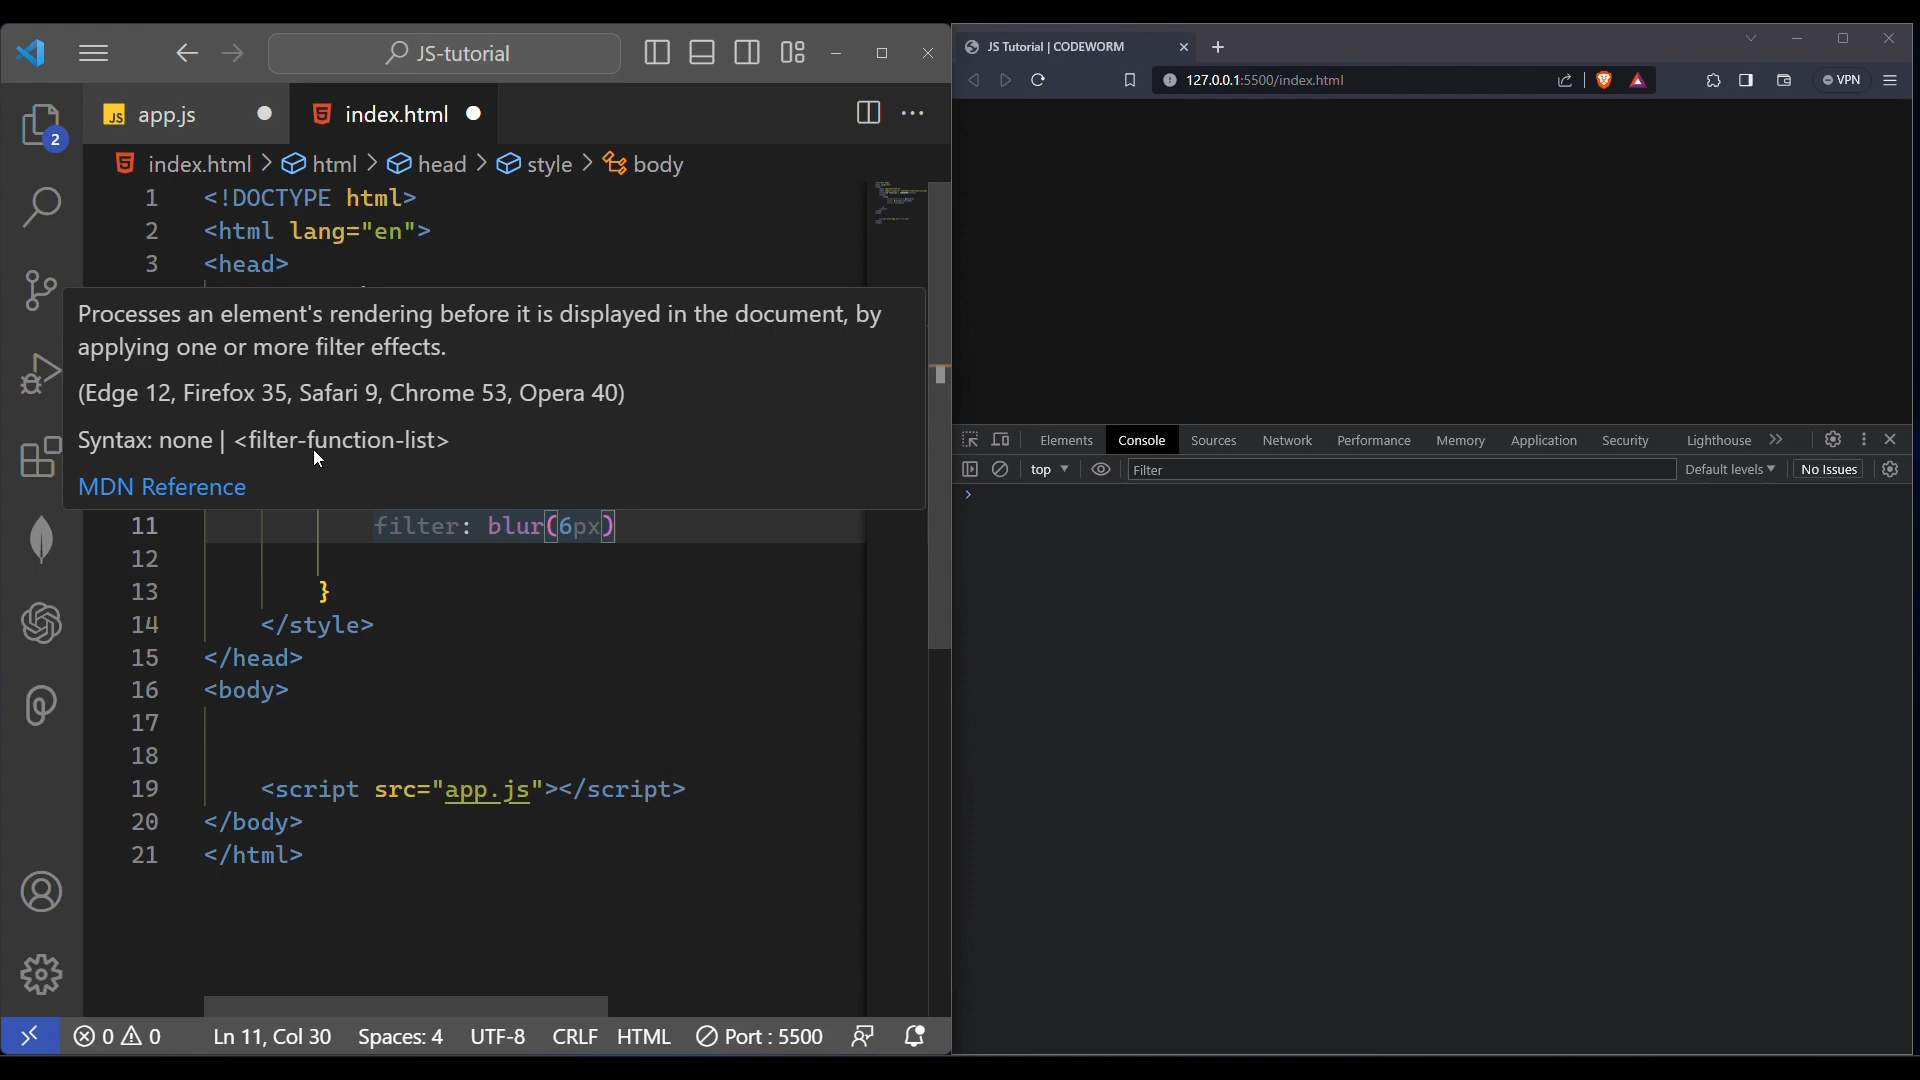 JS-tutorial
app.js
index.html
index.html > html > head > style > body
1 <!DOCTYPE html>
2 <html lang="en">
3 <head>
Processes an element's rendering before it is displayed in the document, by
applying one or more filter effects.
(Edge 12, Firefox 35, Safari 9, Chrome 53, Opera 40)
Syntax: none | <filter-function-list>
MDN Reference
11 filter: blur(6px)
12
13 }
14 </style>
15 </head>
16 <body>
17
18
19 <script src="app.js"></script>
20 </body>
21 </html>
2
0 0 Ln 11, Col 30 Spaces: 4 UTF-8 CRLF HTML Port : 5500
JS Tutorial | CODEWORM
127.0.0.1:5500/index.html VPN
Elements Console Sources Network Performance Memory Application Security Lighthouse
top Filter Default levels No Issues